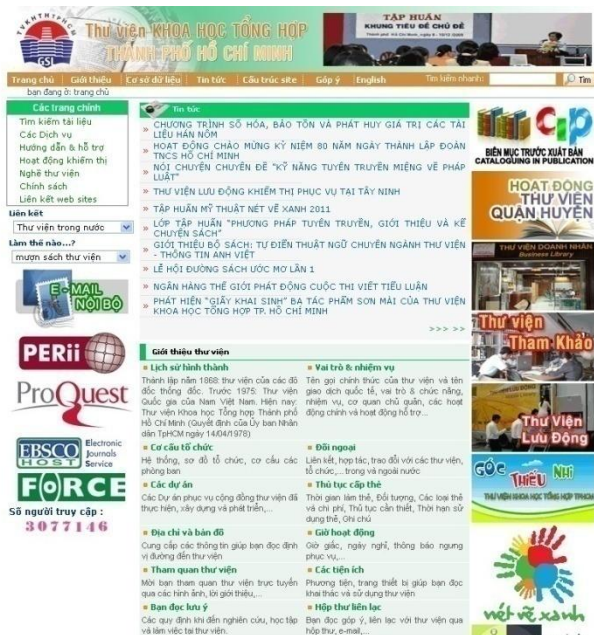 TVKHTHTPHCM
GSL
Thư viện KHOA HỌC TỔNG HỢP
THÀNH PHỐ HỒ CHÍ MINH
TẬP HUẤN
KHUNG TIÊU ĐỀ CHỦ ĐỀ
Trang chủ | Giới thiệu | Cơ sở dữ liệu | Tin tức | Cấu trúc site | Góp ý | English
Tìm kiếm nhanh:
Tìm
bạn đang ở: trang chủ
Các trang chính
Tìm kiếm tài liệu
Các Dịch vụ
Hướng dẫn & hỗ trợ
Hoạt động khiếm thị
Nghề thư viện
Chính sách
Liên kết web sites
Liên kết
Thư viện trong nước
Làm thế nào...?
mượn sách thư viện
E-MAIL
NỘI BỘ
PERii
ProQuest
EBSCO
HOST
Electronic
Journals
Service
FORCE
Số người truy cập :
3077146
Tin tức
» CHƯƠNG TRÌNH SỐ HÓA, BẢO TỒN VÀ PHÁT HUY GIÁ TRỊ CÁC TÀI
LIỆU HÁN NÔM
» HOẠT ĐỘNG CHÀO MỪNG KỶ NIỆM 80 NĂM NGÀY THÀNH LẬP ĐOÀN
TNCS HỒ CHÍ MINH
» NÓI CHUYỆN CHUYÊN ĐỀ "KỸ NĂNG TUYÊN TRUYỀN MIỆNG VỀ PHÁP
LUẬT"
» THƯ VIỆN LƯU ĐỘNG KHIẾM THỊ PHỤC VỤ TẠI TÂY NINH
» TẬP HUẤN MỸ THUẬT NÉT VẼ XANH 2011
» LỚP TẬP HUẤN "PHƯƠNG PHÁP TUYÊN TRUYỀN, GIỚI THIỆU VÀ KỂ
CHUYỆN SÁCH"
» GIỚI THIỆU BỘ SÁCH: TỰ ĐIỂN THUẬT NGỮ CHUYÊN NGÀNH THƯ VIỆN
- THÔNG TIN ANH VIỆT
» LỄ HỘI ĐƯỜNG SÁCH ƯỚC MƠ LẦN 1
» NGÂN HÀNG THẾ GIỚI PHÁT ĐỘNG CUỘC THI VIẾT TIỂU LUẬN
» PHÁT HIỆN "GIẤY KHAI SINH" BA TÁC PHẨM SƠN MÀI CỦA THƯ VIỆN
KHOA HỌC TỔNG HỢP TP. HỒ CHÍ MINH
>>> >>
Giới thiệu thư viện
Lịch sử hình thành
Thành lập năm 1868: thư viện của các đô
đốc thống đốc. Trước 1975: Thư viện
Quốc gia của Nam Việt Nam. Hiện nay:
Thư viện Khoa học Tổng hợp Thành phố
Hồ Chí Minh (Quyết định của Ủy ban Nhân
dân TpHCM ngày 14/04/1978)
Vai trò & nhiệm vụ
Tên gọi chính thức của thư viện và tên
giao dịch quốc tế, vai trò & chức năng,
nhiệm vụ, cơ quan chủ quản, các hoạt
động chính và hoạt động hỗ trợ...
Cơ cấu tổ chức
Hệ thống, sơ đồ tổ chức, cơ cấu các
phòng ban
Đối ngoại
Liên kết, hợp tác, trao đổi với các thư viện,
tổ chức,... trong và ngoài nước
Các dự án
Các Dự án phục vụ cộng đồng thư viện đã
thực hiện, xây dựng và phát triển,...
Thủ tục cấp thẻ
Thời gian làm thẻ, Đối tượng, Các loại thẻ
và chi phí, Thủ tục cần thiết, Thời hạn sử
dụng thẻ, Ghi chú
Địa chỉ và bản đồ
Cung cấp các thông tin giúp bạn đọc định
vị đường đến thư viện
Giờ hoạt động
Giờ giấc, ngày nghỉ, thông báo ngưng
phục vụ,...
Tham quan thư viện
Mời bạn tham quan thư viện trực tuyến
qua các hình ảnh, lời giới thiệu,...
Các tiện ích
Phương tiện, trang thiết bị giúp bạn đọc
khai thác và sử dụng thư viện
Bạn đọc lưu ý
Các quy định khi đến nghiên cứu, học tập
và làm việc tại thư viện.
Hộp thư liên lạc
Bạn đọc góp ý, liên lạc với thư viện qua
hộp thư, e-mail,...
CIP
BIÊN MỤC TRƯỚC XUẤT BẢN
CATALOGUING IN PUBLICATION
HOẠT ĐỘNG
THƯ VIỆN
QUẬN HUYỆN
THƯ VIỆN DOANH NHÂN
Business Library
Thư viện
Tham Khảo
Thư Viện
Lưu Động
GÓC THIẾU NHI
THƯ VIỆN KHOA HỌC TỔNG HỢP TPHCM
nét vẽ xanh